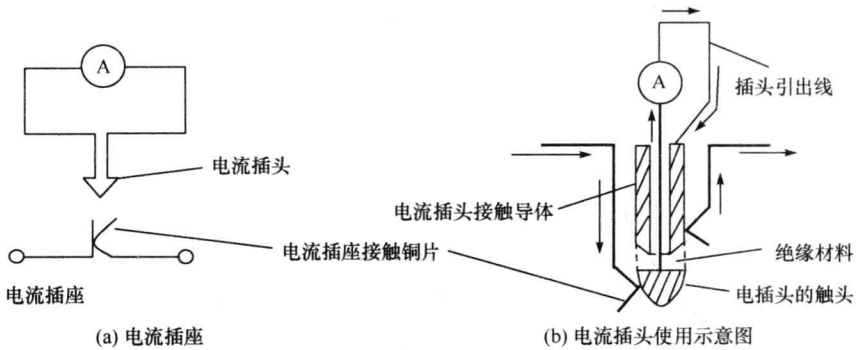 A
电流插头
电流插座接触铜片
电流插座
(a) 电流插座
A
插头引出线
电流插头接触导体
绝缘材料
电插头的触头
(b) 电流插头使用示意图